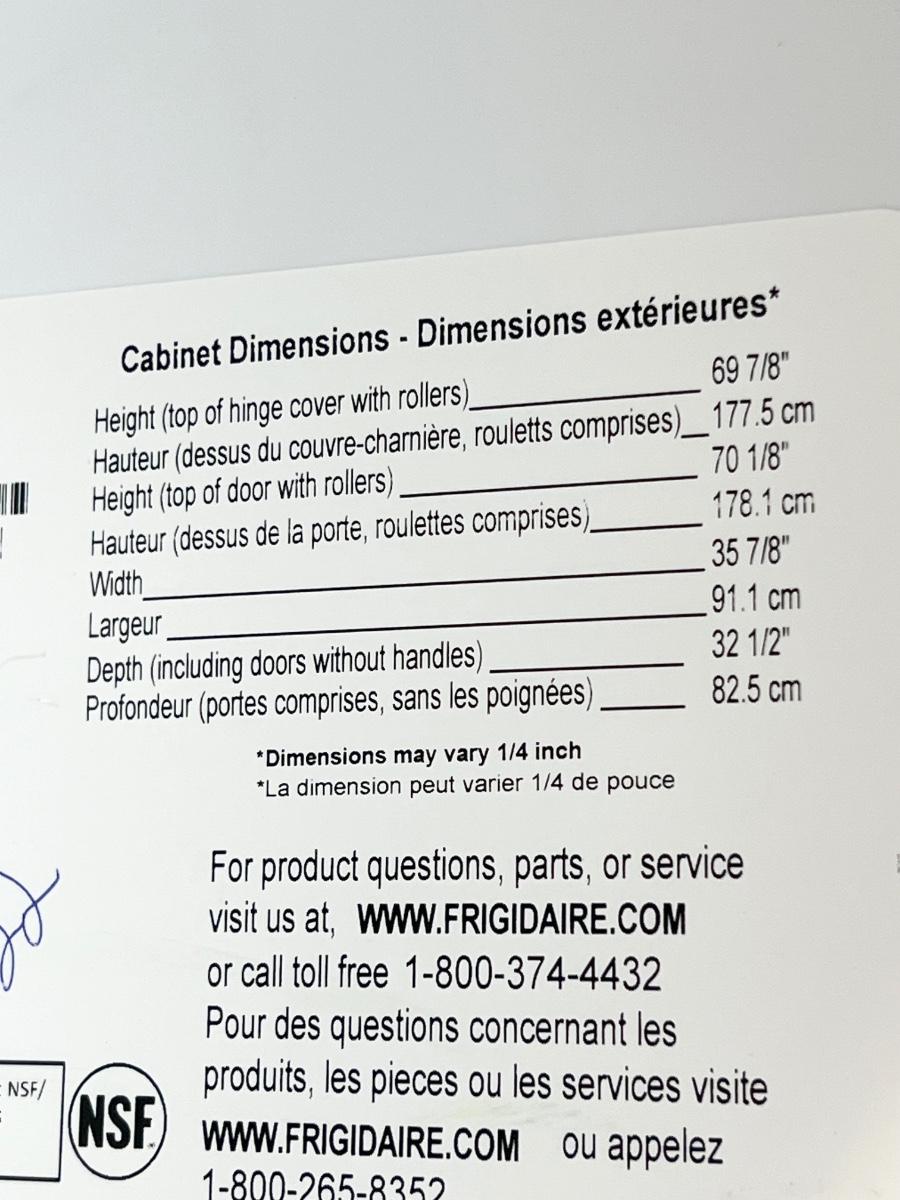 Cabinet Dimensions - Dimensions extérieures*
Height (top of hinge cover with rollers) 69 7/8"
Hauteur (dessus du couvre-charnière, rouletts comprises) 177.5 cm
Height (top of door with rollers) 70 1/8"
Hauteur (dessus de la porte, roulettes comprises) 178.1 cm
Width 35 7/8"
Largeur 91.1 cm
Depth (including doors without handles) 32 1/2"
Profondeur (portes comprises, sans les poignées) 82.5 cm
*Dimensions may vary 1/4 inch
*La dimension peut varier 1/4 de pouce
For product questions, parts, or service
visit us at, WWW.FRIGIDAIRE.COM
or call toll free 1-800-374-4432
Pour des questions concernant les
produits, les pieces ou les services visite
WWW.FRIGIDAIRE.COM ou appelez
1-800-265-8352
NSF/
NSF